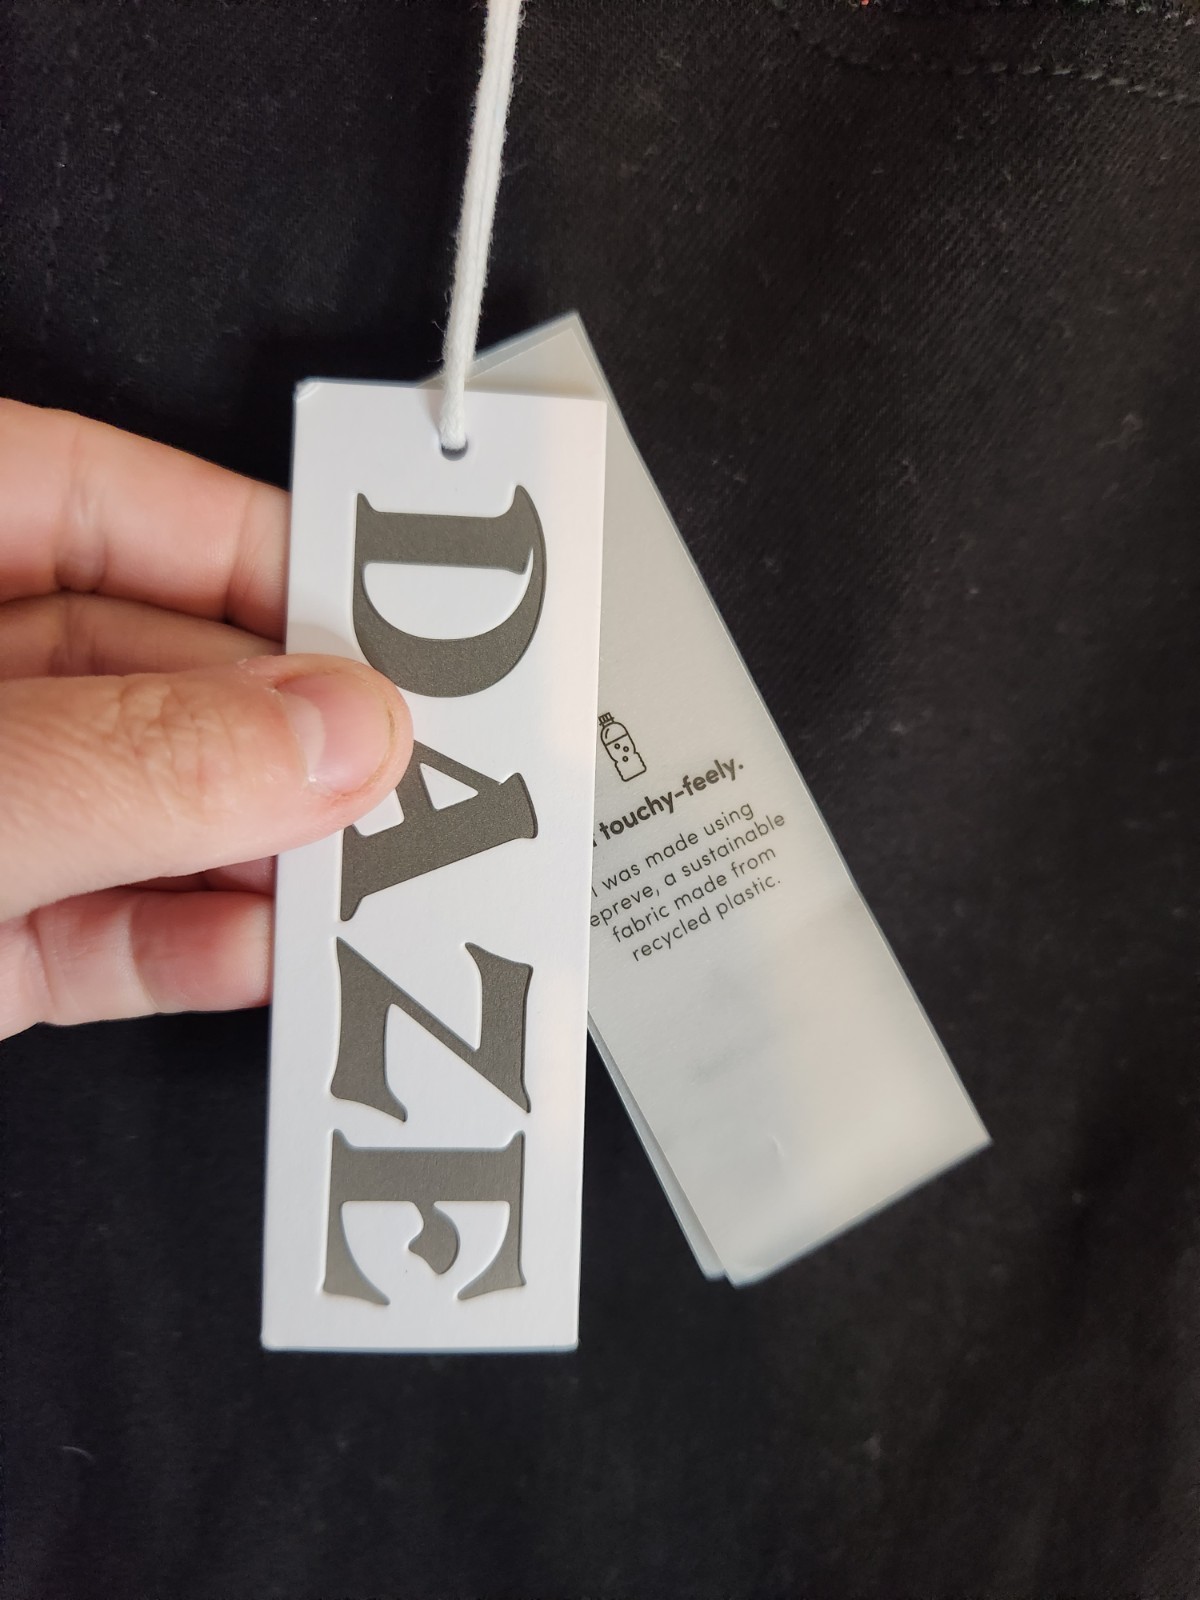 DAZE
touchy-feely.
I was made using
epreve, a sustainable
fabric made from
recycled plastic.